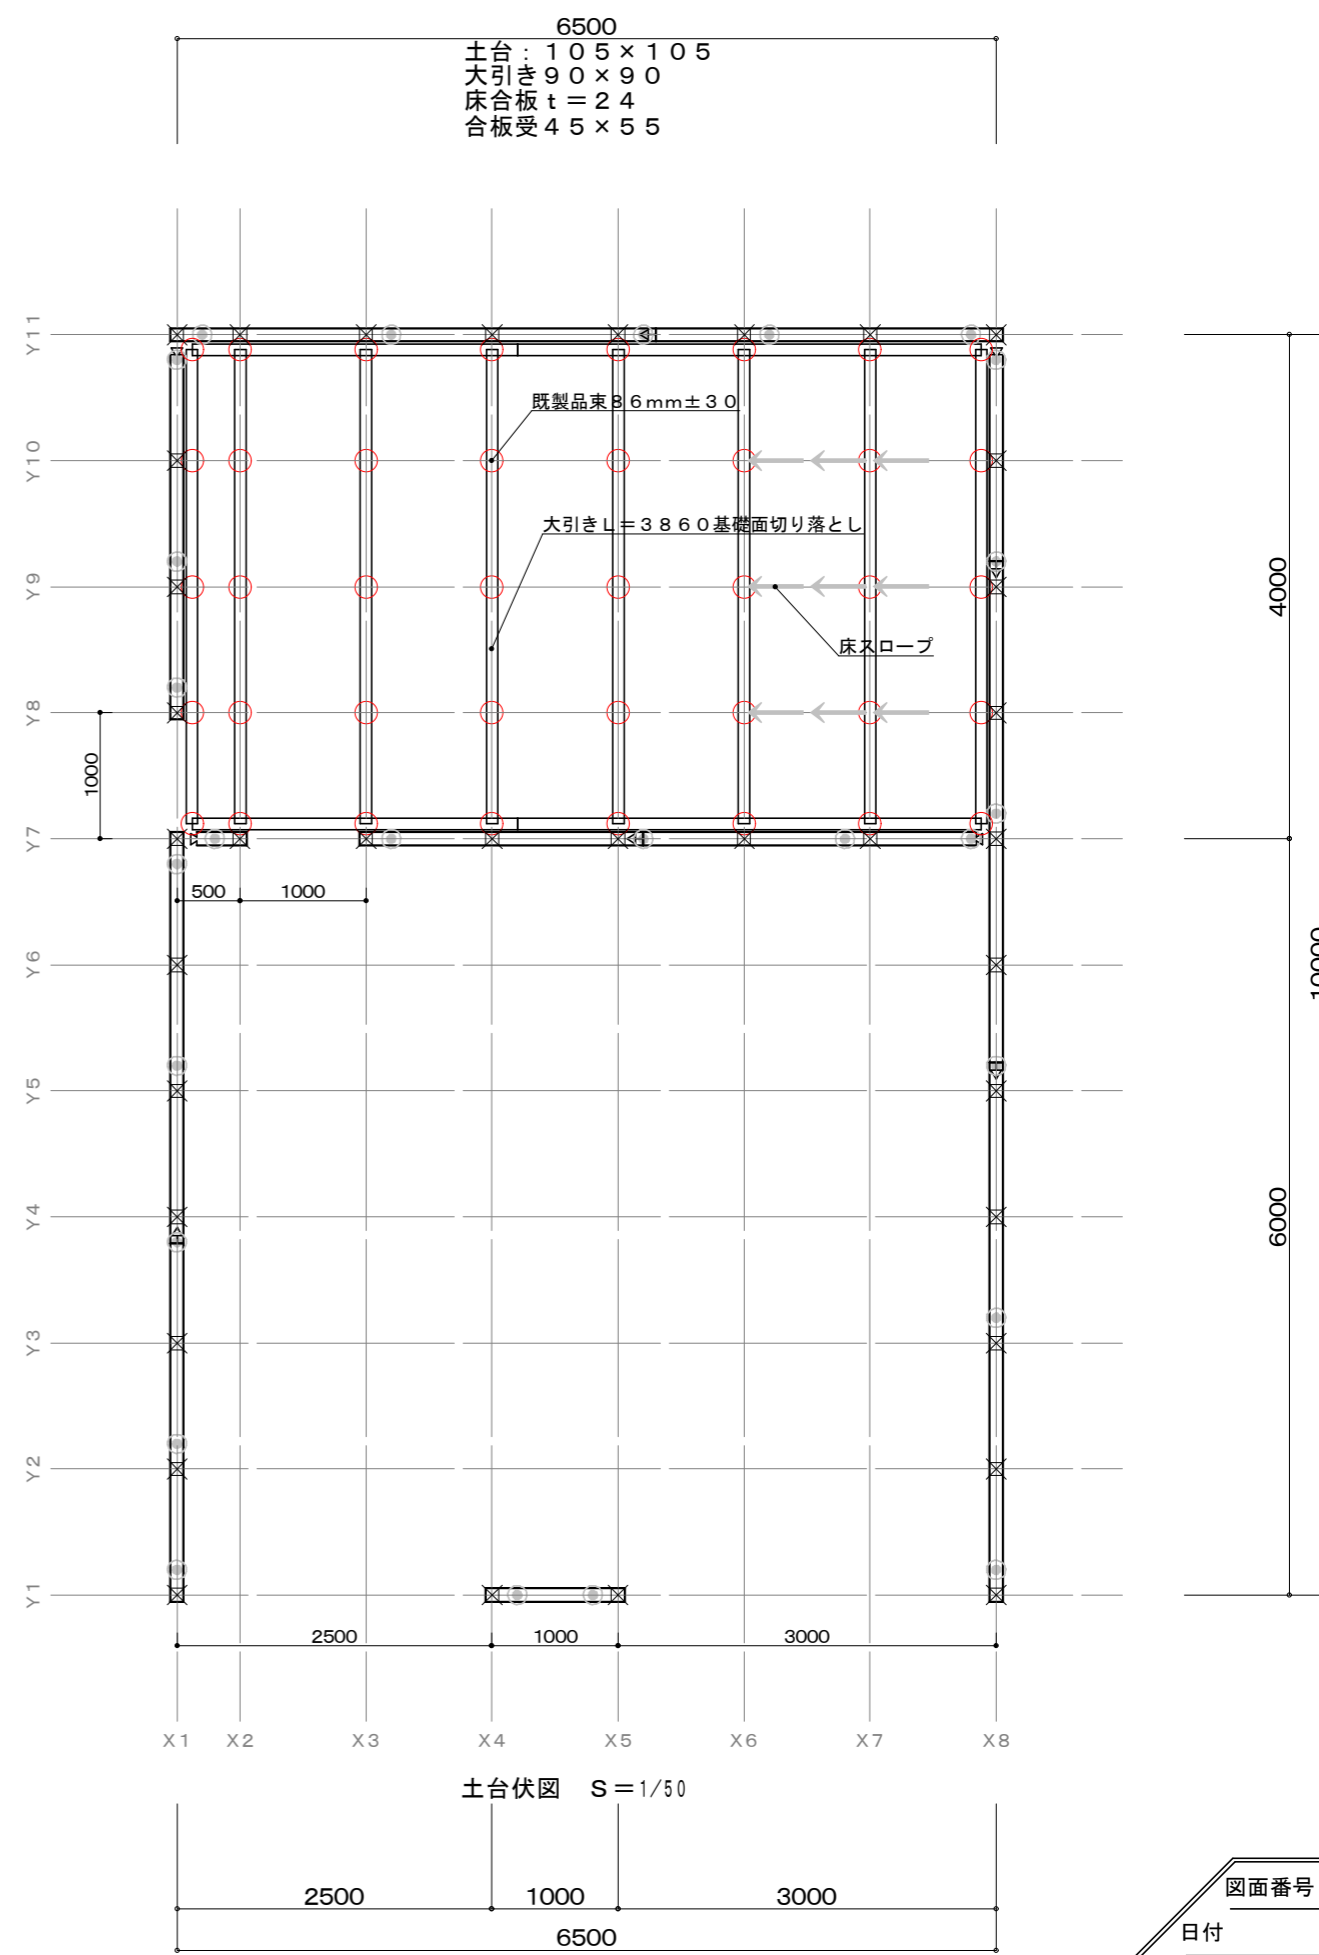 6500
土台：１０５×１０５
大引き９０×９０
床合板ｔ＝２４
合板受４５×５５
Y11
既製品束８６mm±３０
Y10
大引きＬ＝３８６０基礎面切り落とし
Y9
4000
床スロープ
Y8
1000
Y7
500
1000
Y6
10000
Y5
Y4
6000
Y3
Y2
Y1
2500
1000
3000
X1
X2
X3
X4
X5
X6
X7
X8
土台伏図　Ｓ＝1/50
2500
1000
3000
図面番号
6500
日付